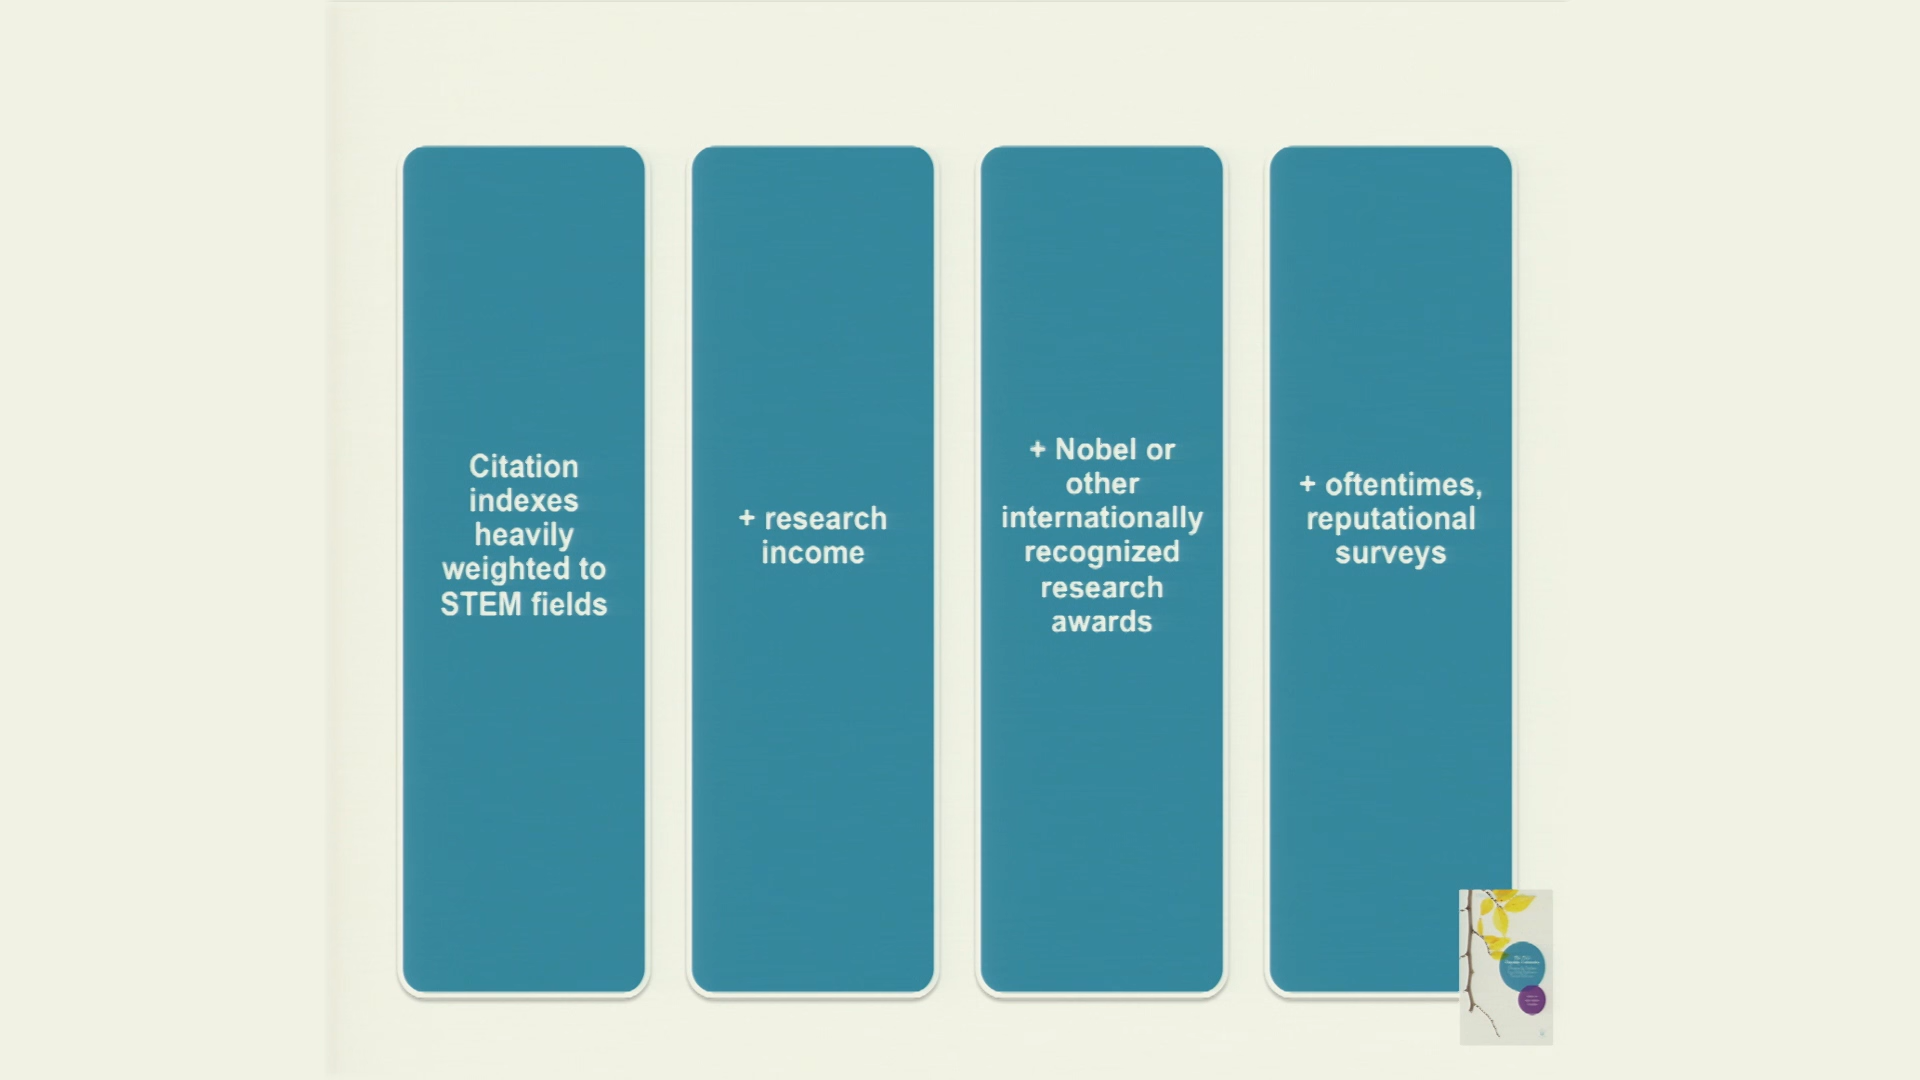 Citation
indexes
heavily
weighted to
STEM fields
+ research
income
+ Nobel or
other
internationally
recognized
research
awards
+ oftentimes,
reputational
surveys